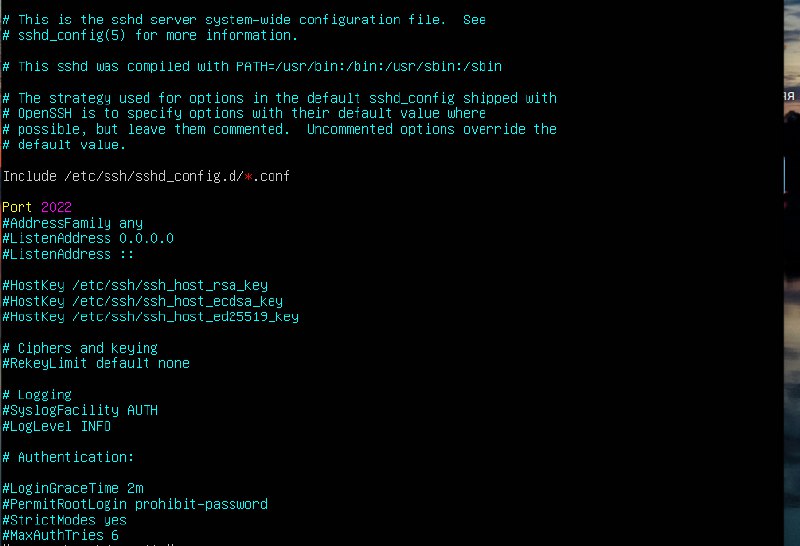 # This is the sshd server system-wide configuration file.  See
# sshd_config(5) for more information.
# This sshd was compiled with PATH=/usr/bin:/bin:/usr/sbin:/sbin
# The strategy used for options in the default sshd_config shipped with
# OpenSSH is to specify options with their default value where
# possible, but leave them commented.  Uncommented options override the
# default value.
Include /etc/ssh/sshd_config.d/*.conf
Port 2022
#AddressFamily any
#ListenAddress 0.0.0.0
#ListenAddress ::
#HostKey /etc/ssh/ssh_host_rsa_key
#HostKey /etc/ssh/ssh_host_ecdsa_key
#HostKey /etc/ssh/ssh_host_ed25519_key
# Ciphers and keying
#RekeyLimit default none
# Logging
#SyslogFacility AUTH
#LogLevel INFO
# Authentication:
#LoginGraceTime 2m
#PermitRootLogin prohibit-password
#StrictModes yes
#MaxAuthTries 6